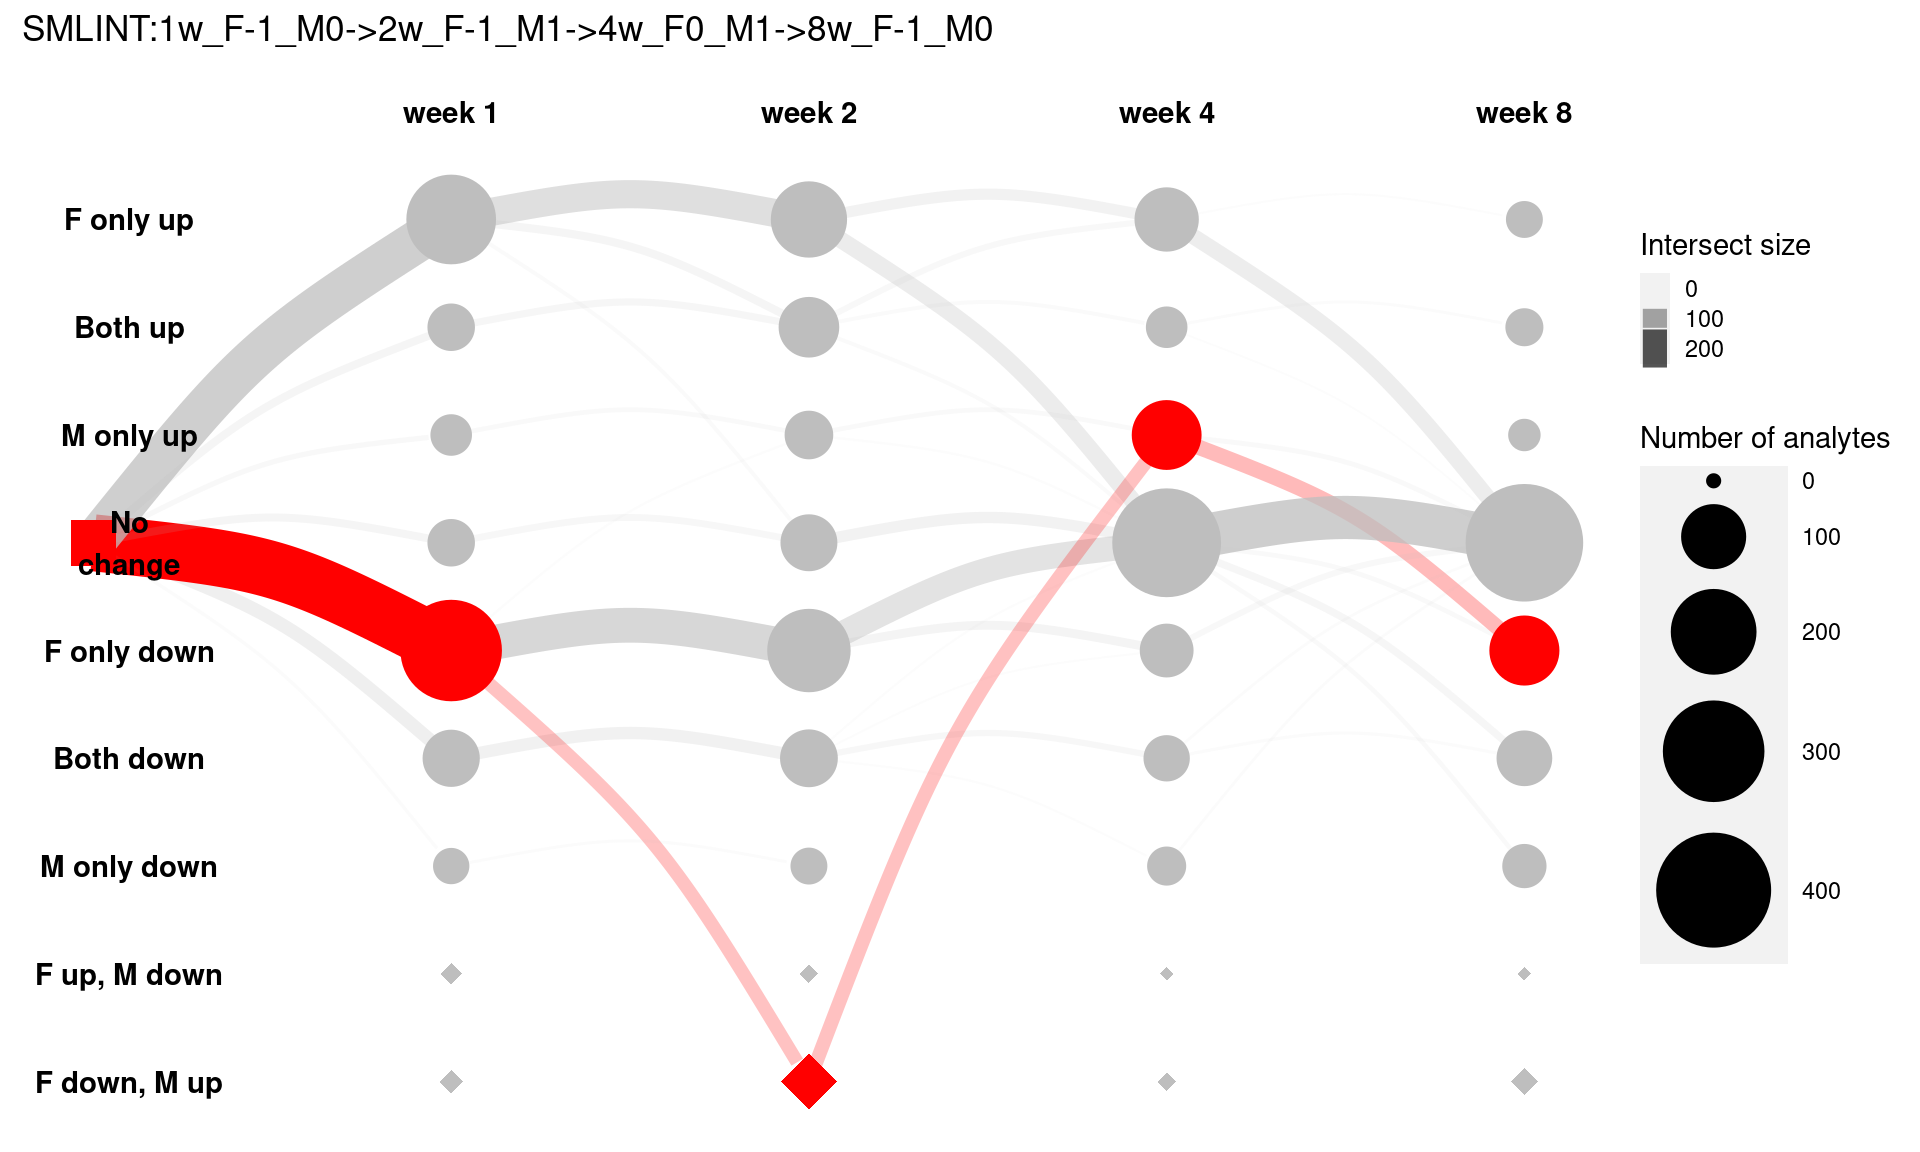 SMLINT:1w_F-1_M0->2w_F-1_M1->4w_F0_M1->8w_F-1_M0
week 1
week 2
week 4
week 8
F only up
Both up
M only up
No
change
F only down
Both down
M only down
F up, M down
F down, M up
Intersect size
0
100
200
Number of analytes
0
100
200
300
400